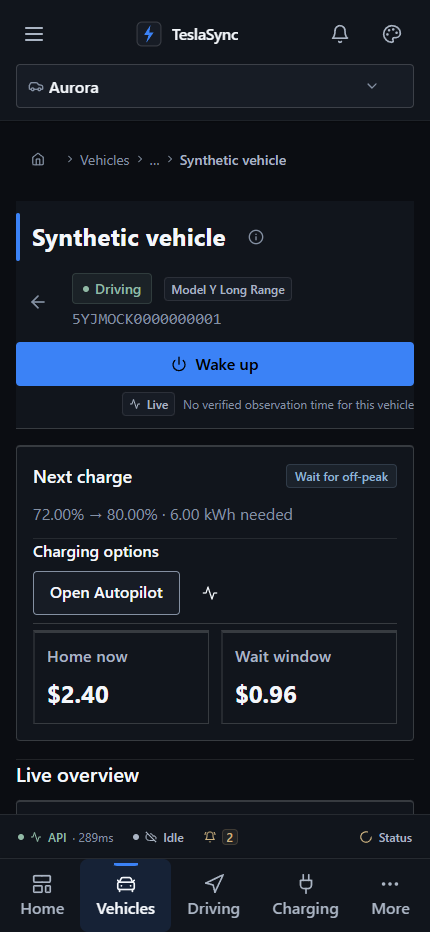 TeslaSync
Aurora
Vehicles ... Synthetic vehicle
Synthetic vehicle
Driving Model Y Long Range
5YJMOCK0000000001
Wake up
Live No verified observation time for this vehicle
Next charge Wait for off-peak
72.00% → 80.00% · 6.00 kWh needed
Charging options
Open Autopilot
Home now Wait window
$2.40 $0.96
Live overview
API · 289ms Idle 2 Status
Home Vehicles Driving Charging More